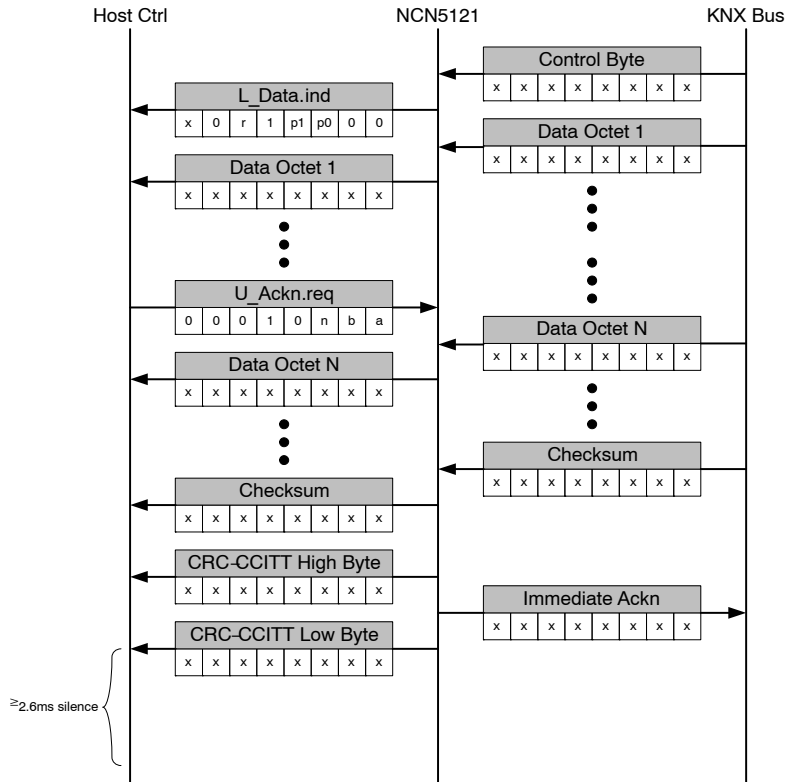 Host Ctrl NCN5121 KNX Bus
Control Byte
x x x x x x x x
L_Data.ind
x 0 r 1 p1 p0 0 0
Data Octet 1
x x x x x x x x
Data Octet 1
x x x x x x x x
U_Ackn.req
0 0 0 1 0 n b a
Data Octet N
x x x x x x x x
Data Octet N
x x x x x x x x
Checksum
x x x x x x x x
Checksum
x x x x x x x x
CRC-CCITT High Byte
x x x x x x x x
Immediate Ackn
x x x x x x x x
CRC-CCITT Low Byte
x x x x x x x x
≥2.6ms silence